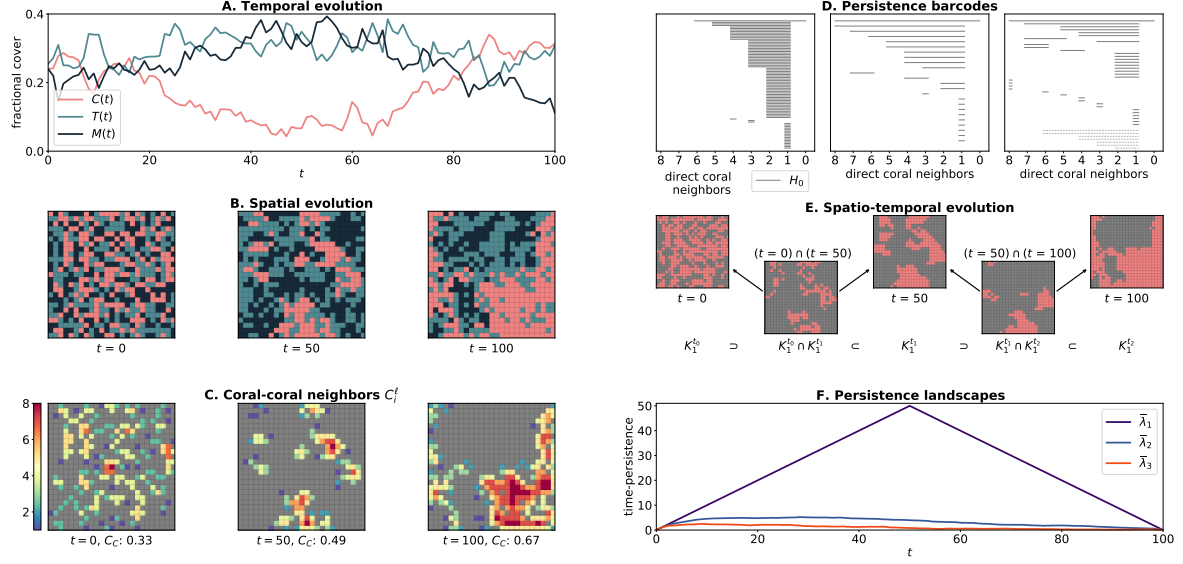 A. Temporal evolution
fractional cover
0.4
0.2
0.0
C(t)
T(t)
M(t)
0 20 40 60 80 100
t
B. Spatial evolution
t = 0
t = 50
t = 100
C. Coral-coral neighbors $C_i^\ell$
8
6
4
2
t = 0, $C_C$: 0.33
t = 50, $C_C$: 0.49
t = 100, $C_C$: 0.67
D. Persistence barcodes
8 7 6 5 4 3 2 1 0
direct coral
neighbors
$H_0$
8 7 6 5 4 3 2 1 0
direct coral neighbors
8 7 6 5 4 3 2 1 0
direct coral neighbors
E. Spatio-temporal evolution
(t = 0) ∩ (t = 50)
(t = 50) ∩ (t = 100)
t = 0
t = 50
t = 100
$K_1^{t_0}$ ⊃ $K_1^{t_0} ∩ K_1^{t_1}$ ⊂ $K_1^{t_1}$ ⊃ $K_1^{t_1} ∩ K_1^{t_2}$ ⊂ $K_1^{t_2}$
F. Persistence landscapes
time-persistence
50
40
30
20
10
0
$\overline{λ}_1$
$\overline{λ}_2$
$\overline{λ}_3$
0 20 40 60 80 100
t